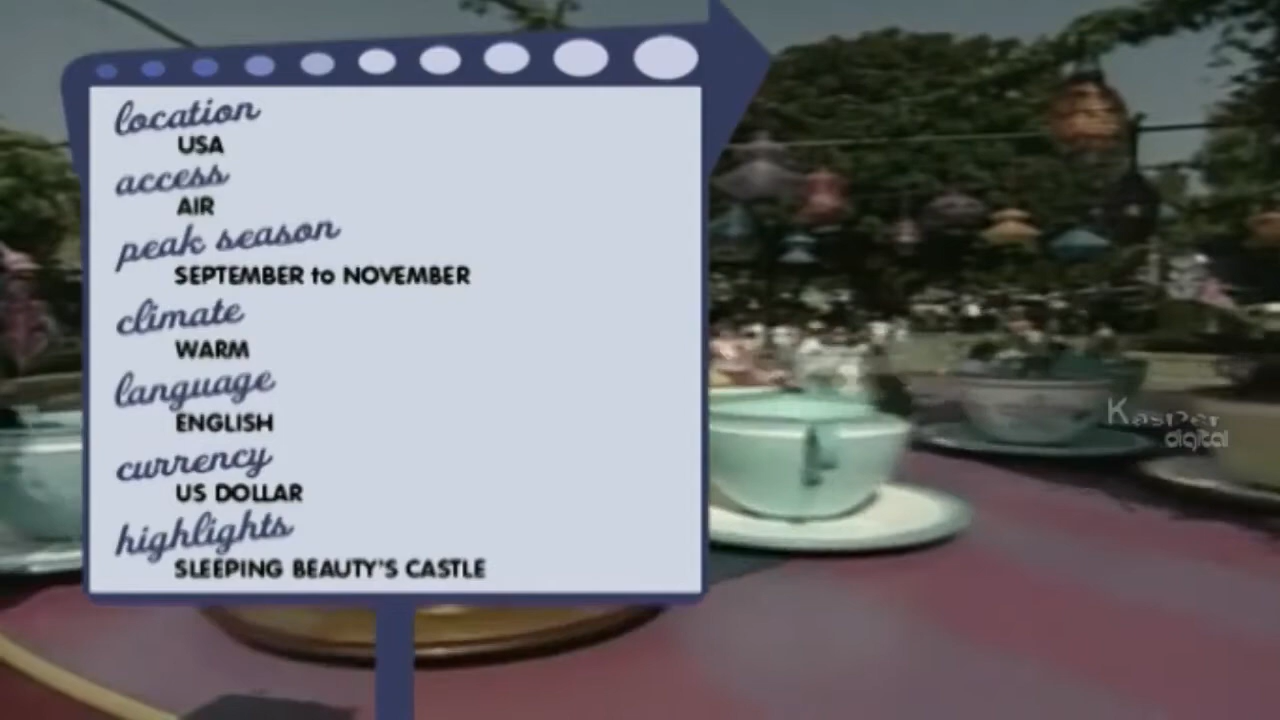 location
USA
access
AIR
peak season
SEPTEMBER to NOVEMBER
climate
WARM
language
ENGLISH
currency
US DOLLAR
highlights
SLEEPING BEAUTY'S CASTLE
Kasper
digital